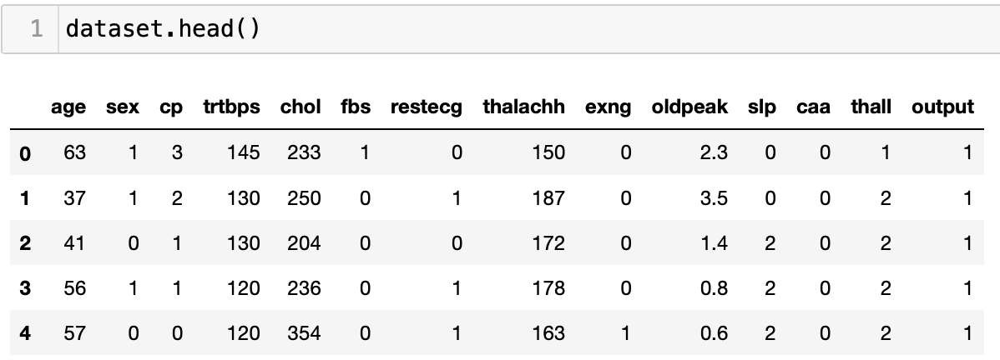 1 dataset.head()
age sex cp trtbps chol fbs restecg thalachh exng oldpeak slp caa thall output
0 63 1 3 145 233 1 0 150 0 2.3 0 0 1 1
1 37 1 2 130 250 0 1 187 0 3.5 0 0 2 1
2 41 0 1 130 204 0 0 172 0 1.4 2 0 2 1
3 56 1 1 120 236 0 1 178 0 0.8 2 0 2 1
4 57 0 0 120 354 0 1 163 1 0.6 2 0 2 1